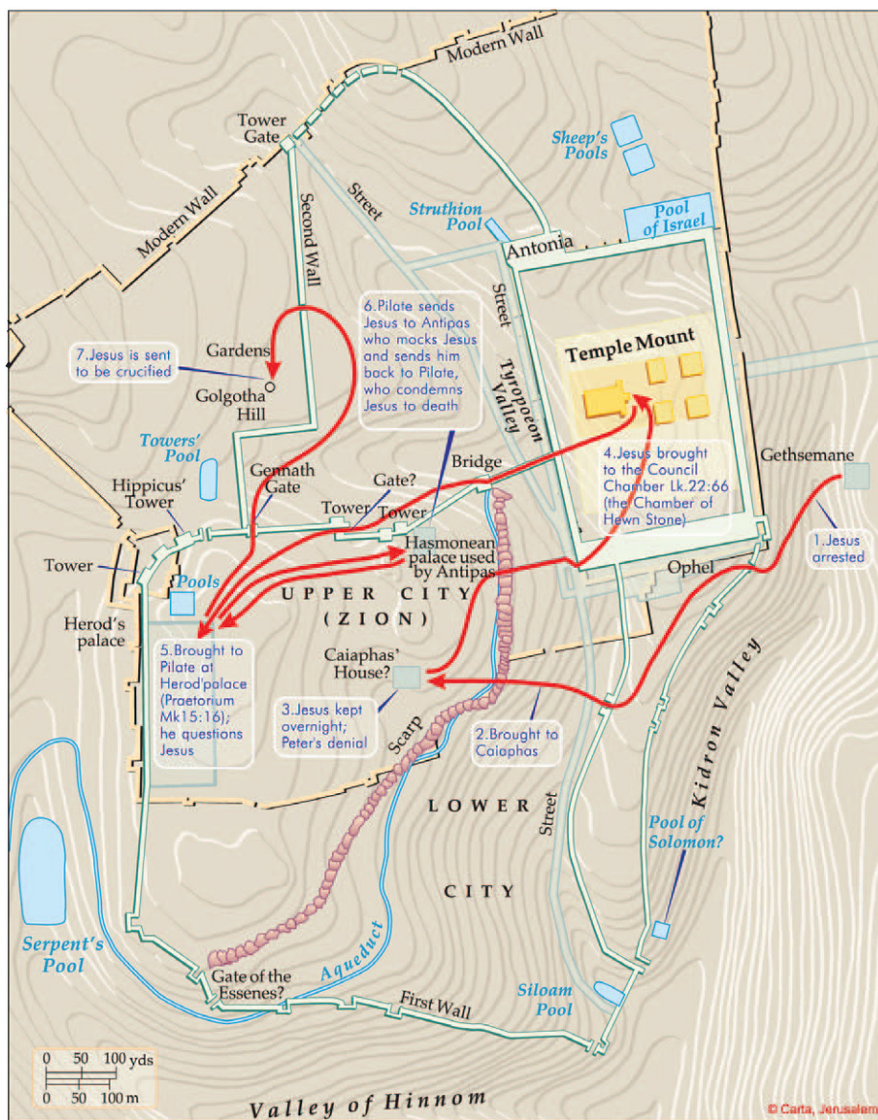 Modern Wall
Tower
Gate
Sheep's
Pools
Street
Struthion
Pool
Pool
of Israel
Modern Wall
Second Wall
Antonia
Street
6.Pilate sends
Jesus to Antipas
who mocks Jesus
and sends him
back to Pilate,
who condemns
Jesus to death
7.Jesus is sent
to be crucified
Gardens
Golgotha
Hill
Temple Mount
Tyropoeon
Valley
Towers'
Pool
Gennath
Gate
Hippicus'
Tower
Gate?
Bridge
4.Jesus brought
to the Council
Chamber Lk.22:66
(the Chamber of
Hewn Stone)
Gethsemane
1.Jesus
arrested
Tower
Tower
Tower
Hasmonean
palace used
by Antipas
Pools
UPPER CITY
(ZION)
Ophel
Herod's
palace
5.Brought to
Pilate at
Herod'palace
(Praetorium
Mk15:16);
he questions
Jesus
Caiaphas'
House?
3.Jesus kept
overnight;
Peter's denial
2.Brought to
Caiaphas
Kidron Valley
Scarp
LOWER
CITY
Street
Pool of
Solomon?
Serpent's
Pool
Aqueduct
Gate of the
Essenes?
First Wall
Siloam
Pool
0 50 100 yds
0 50 100 m
Valley of Hinnom
© Carta, Jerusalem